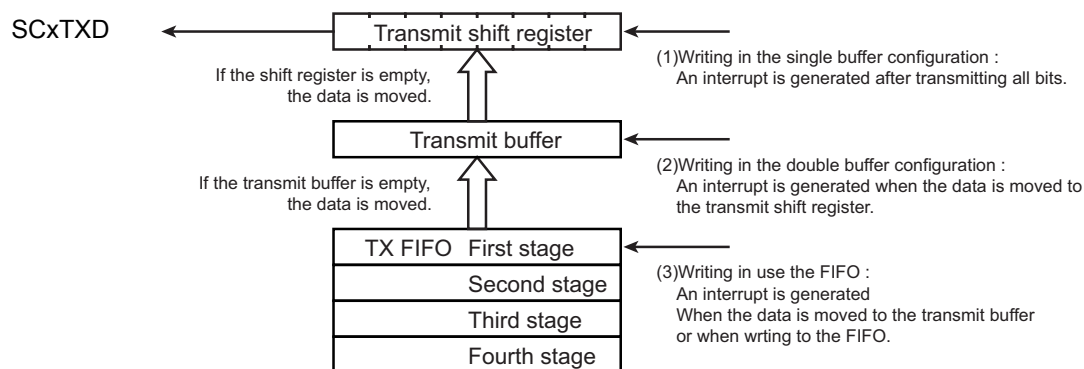 SCxTXD
Transmit shift register
(1)Writing in the single buffer configuration :
An interrupt is generated after transmitting all bits.
If the shift register is empty,
the data is moved.
Transmit buffer
(2)Writing in the double buffer configuration :
An interrupt is generated when the data is moved to
the transmit shift register.
If the transmit buffer is empty,
the data is moved.
TX FIFO First stage
Second stage
Third stage
Fourth stage
(3)Writing in use the FIFO :
An interrupt is generated
When the data is moved to the transmit buffer
or when wrting to the FIFO.